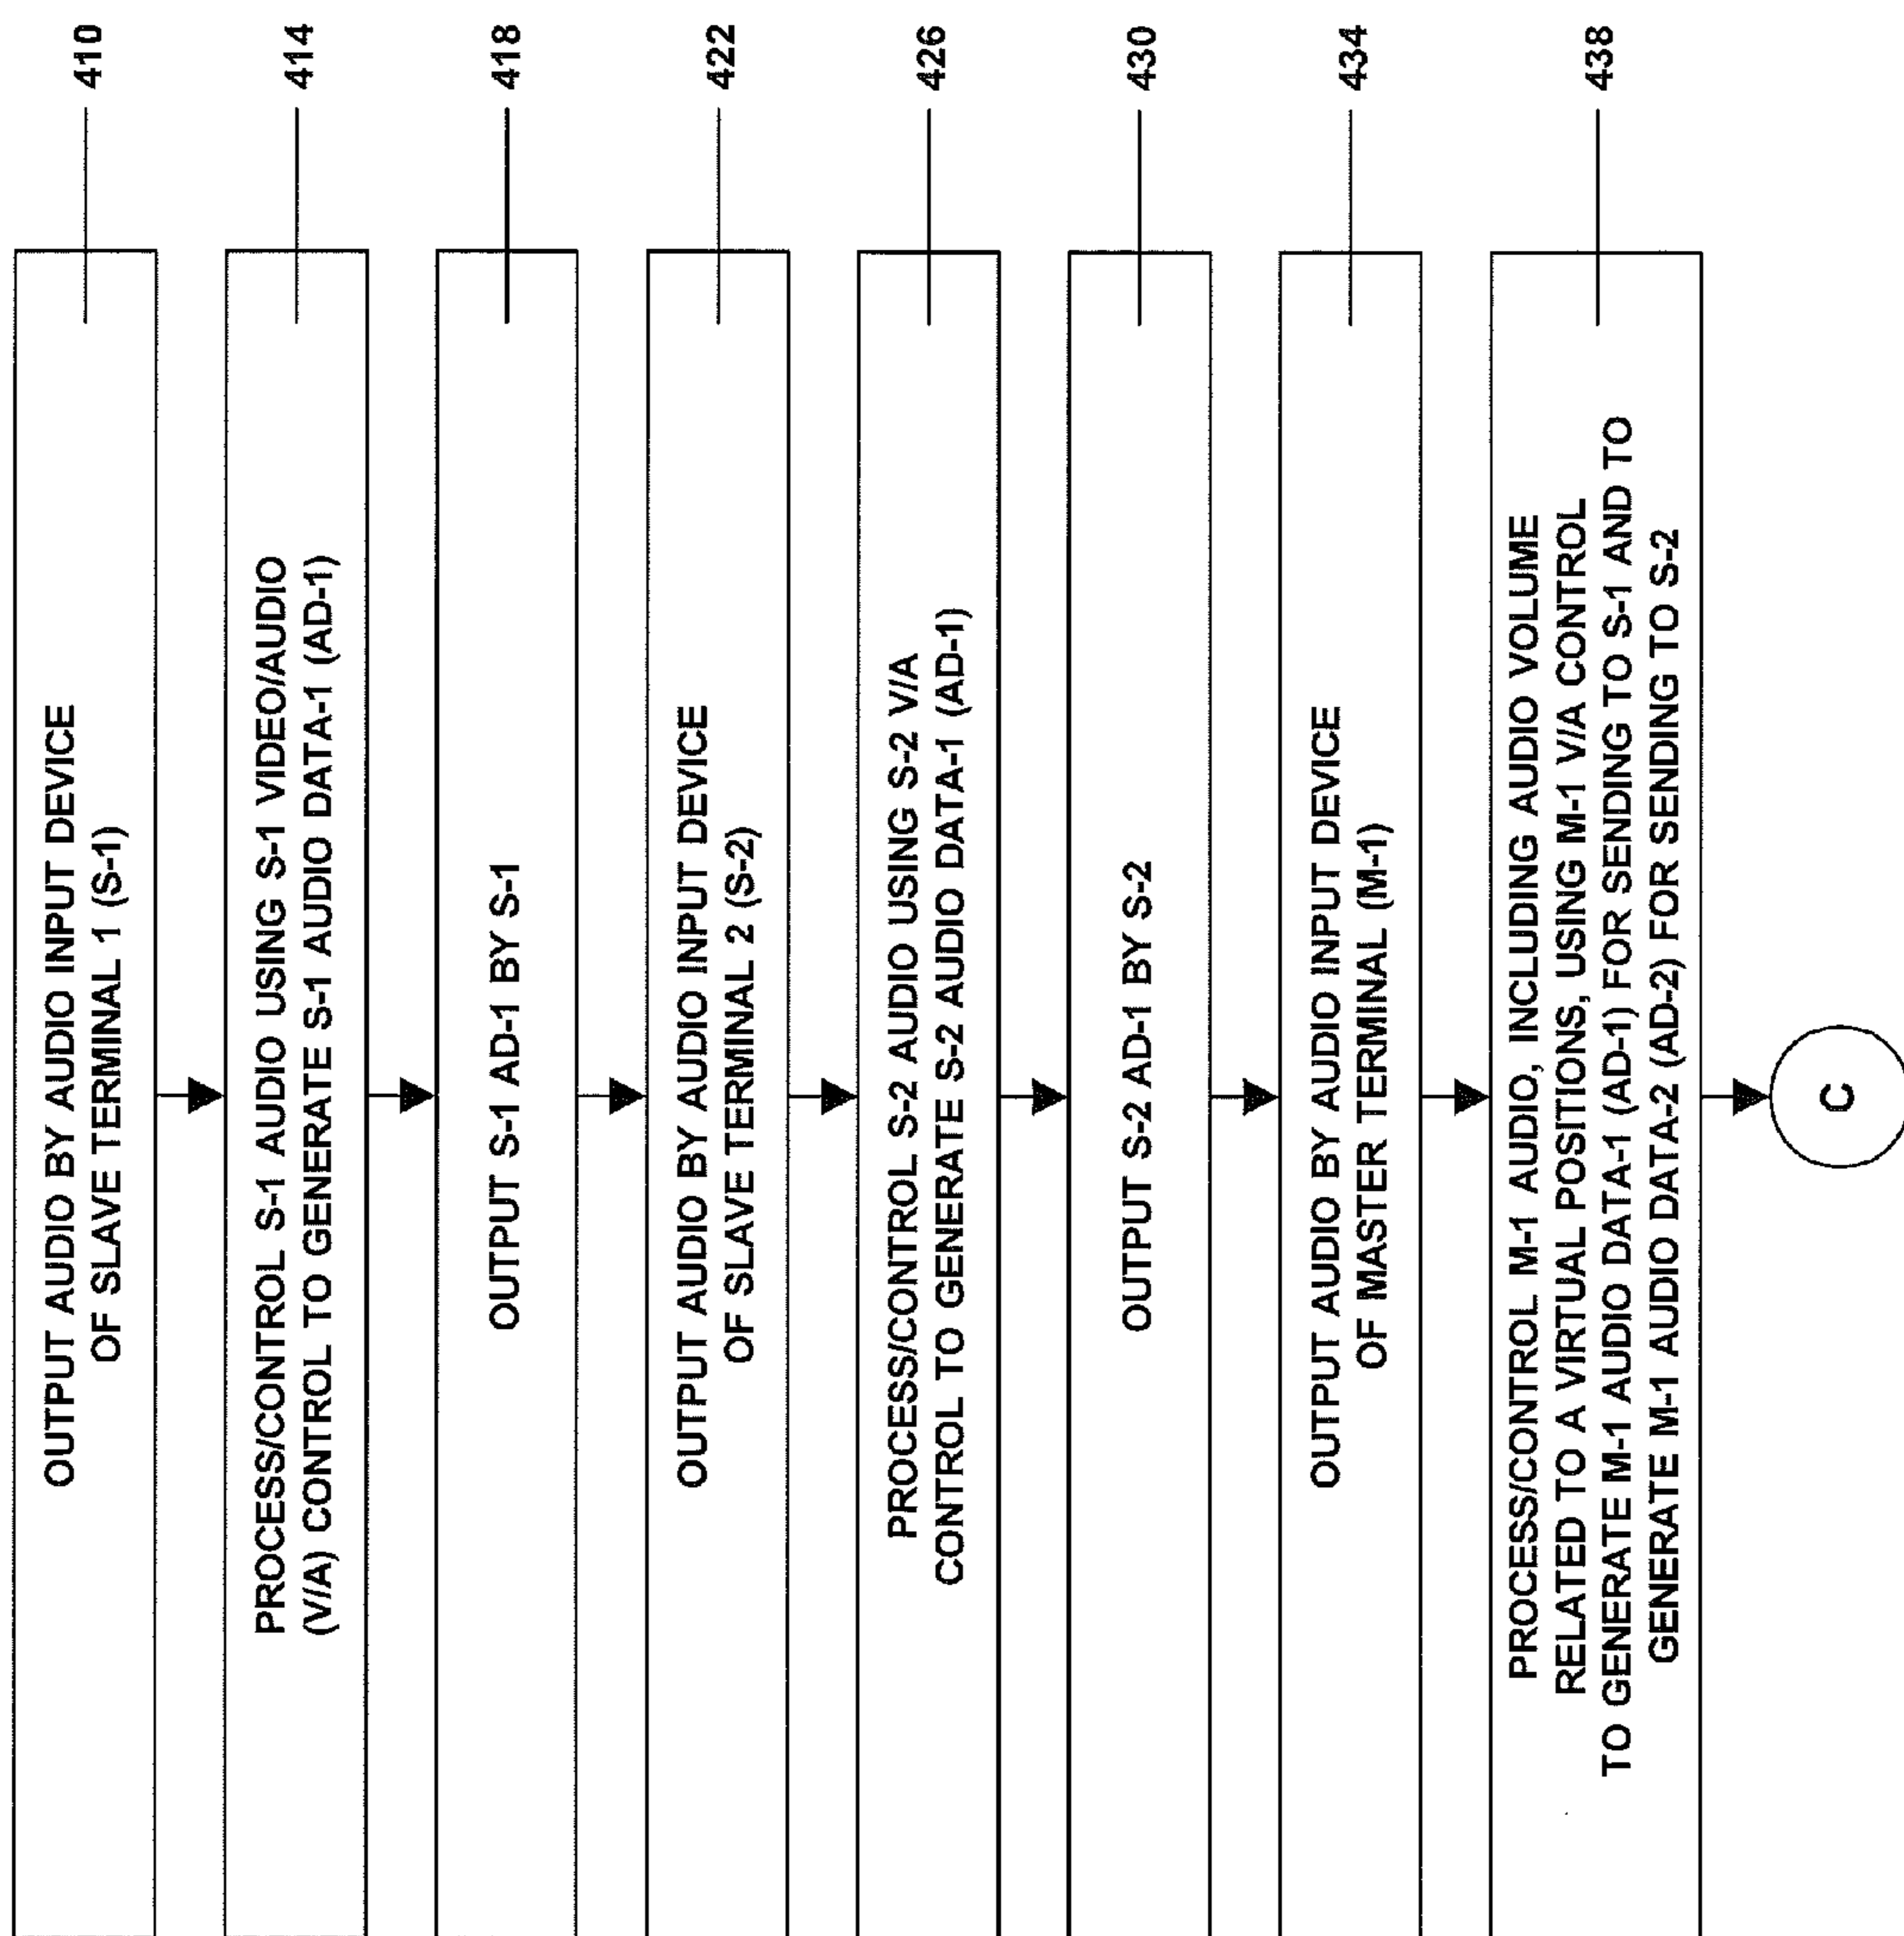 OUTPUT AUDIO BY AUDIO INPUT DEVICE
OF SLAVE TERMINAL 1 (S-1)
410
PROCESS/CONTROL S-1 AUDIO USING S-1 VIDEO/AUDIO
(V/A) CONTROL TO GENERATE S-1 AUDIO DATA-1 (AD-1)
414
OUTPUT S-1 AD-1 BY S-1
418
OUTPUT AUDIO BY AUDIO INPUT DEVICE
OF SLAVE TERMINAL 2 (S-2)
422
PROCESS/CONTROL S-2 AUDIO USING S-2 V/A
CONTROL TO GENERATE S-2 AUDIO DATA-1 (AD-1)
426
OUTPUT S-2 AD-1 BY S-2
430
OUTPUT AUDIO BY AUDIO INPUT DEVICE
OF MASTER TERMINAL (M-1)
434
PROCESS/CONTROL M-1 AUDIO, INCLUDING AUDIO VOLUME
RELATED TO A VIRTUAL POSITIONS, USING M-1 V/A CONTROL
TO GENERATE M-1 AUDIO DATA-1 (AD-1) FOR SENDING TO S-1 AND TO
GENERATE M-1 AUDIO DATA-2 (AD-2) FOR SENDING TO S-2
438
C